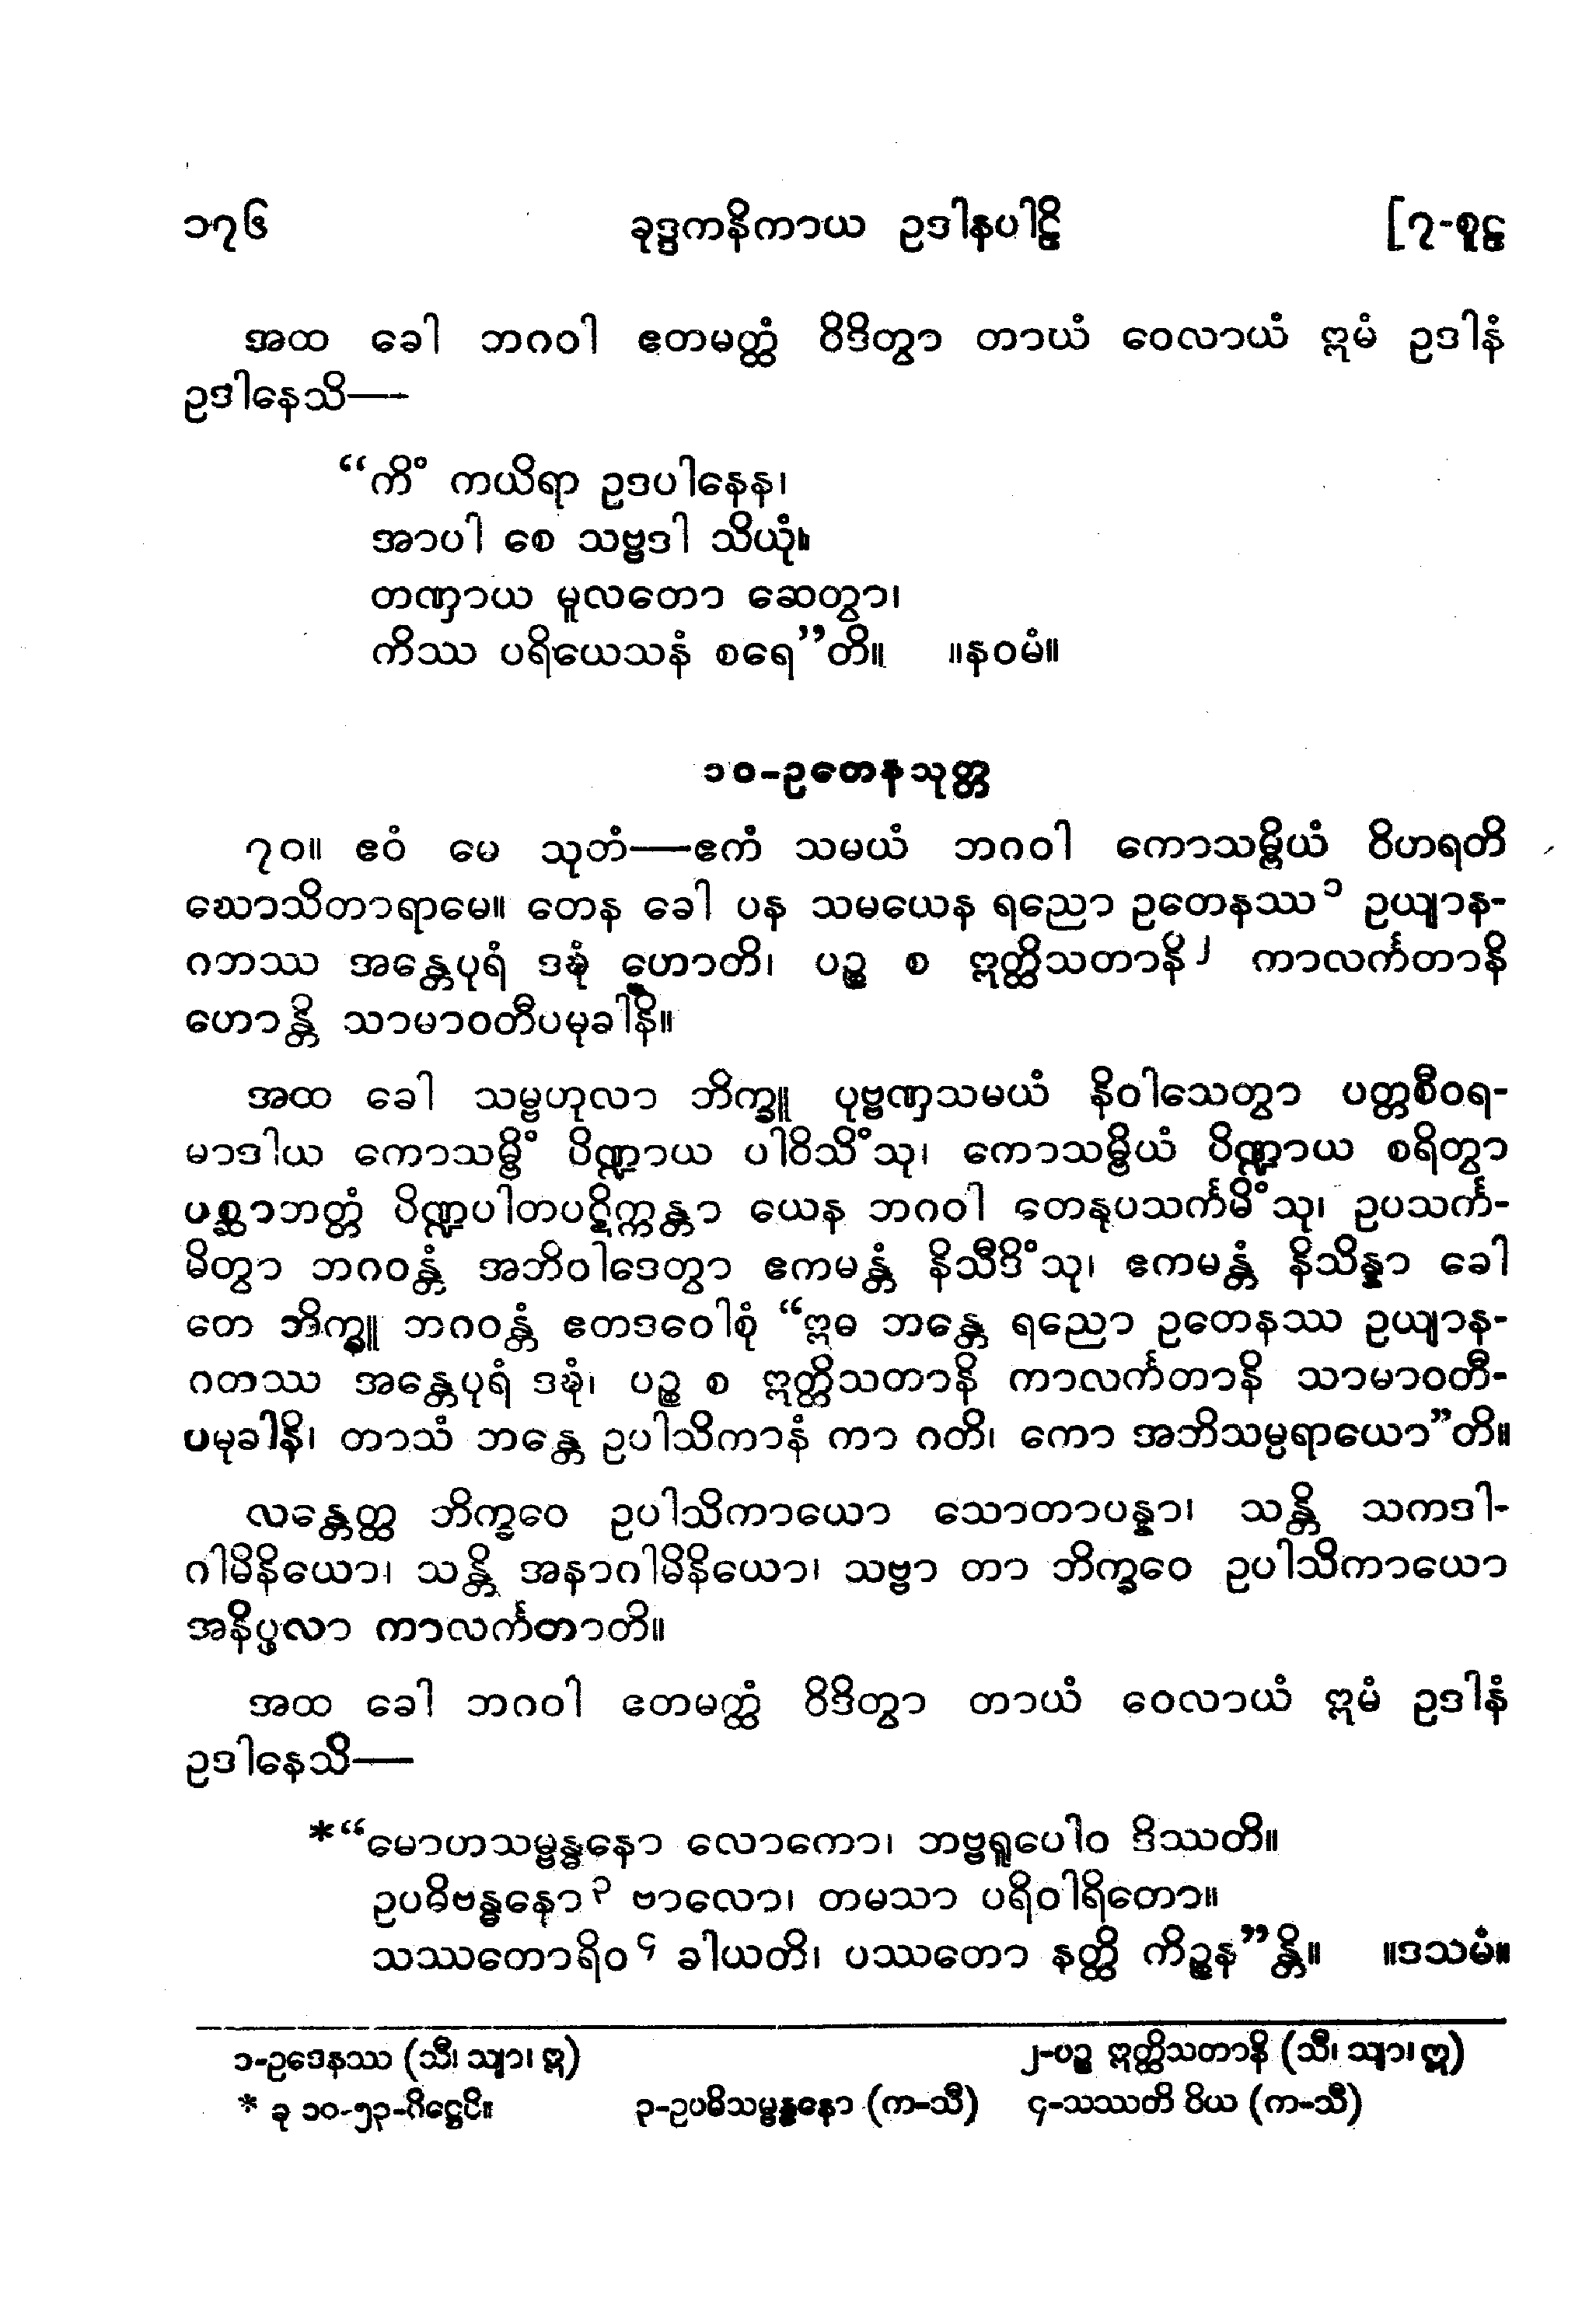 ၁၇၆ ခုဒ္ဒကနိကာယ ဥဒါနပါဠိ [၇-စူဠ
အထ ခေါ ဘဂဝါ ဧတမတ္ထံ ဝိဒိတွာ တာယံ ဝေလာယံ ဣမံ ဥဒါနံ
ဥဒါနေသိ—
“ကိံ ကယိရာ ဥဒပါနေန၊
အာပါ စေ သဗ္ဗဒါ သိယုံ။
တဏှာယ မူလတော ဆေတွာ၊
ကိဿ ပရိယေသနံ စရေ”တိ။ ။နဝမံ။
၁၀-ဥတေနသုတ္တ
၇၀။ ဧဝံ မေ သုတံ—ဧကံ သမယံ ဘဂဝါ ကောသမ္ဗိယံ ဝိဟရတိ
ဃောသိတာရာမေ။ တေန ခေါ ပန သမယေန ရညော ဥတေနဿ၁ ဥယျာန-
ဂဘဿ အန္တေပုရံ ဒဍ္ဎံ ဟောတိ၊ ပဉ္စ စ ဣတ္ထိသတာနိ၂ ကာလင်္ကတာနိ
ဟောန္တိ သာမာဝတီပမုခါနိ။
အထ ခေါ သမ္ဗဟုလာ ဘိက္ခူ ပုဗ္ဗဏှသမယံ နိဝါသေတွာ ပတ္တစီဝရ-
မာဒါယ ကောသမ္ဗိံ ပိဏ္ဍာယ ပါဝိသိံသု၊ ကောသမ္ဗိယံ ပိဏ္ဍာယ စရိတွာ
ပစ္ဆာဘတ္တံ ပိဏ္ဍပါတပဋိက္ကန္တာ ယေန ဘဂဝါ တေနုပသင်္ကမိံသု၊ ဥပသင်္က-
မိတွာ ဘဂဝန္တံ အဘိဝါဒေတွာ ဧကမန္တံ နိသီဒိံသု၊ ဧကမန္တံ နိသိန္နာ ခေါ
တေ ဘိက္ခူ ဘဂဝန္တံ ဧတဒဝေါစုံ “ဣဓ ဘန္တေ ရညော ဥတေနဿ ဥယျာန-
ဂတဿ အန္တေပုရံ ဒဍ္ဎံ၊ ပဉ္စ စ ဣတ္ထိသတာနိ ကာလင်္ကတာနိ သာမာဝတီ-
ပမုခါနိ၊ တာသံ ဘန္တေ ဥပါသိကာနံ ကာ ဂတိ၊ ကော အဘိသမ္ပရာယော”တိ။
လန္တေတ္ထ ဘိက္ခဝေ ဥပါသိကာယော သောတာပန္နာ၊ သန္တိ သကဒါ-
ဂါမိနိယော၊ သန္တိ အနာဂါမိနိယော၊ သဗ္ဗာ တာ ဘိက္ခဝေ ဥပါသိကာယော
အနိပ္ဖလာ ကာလင်္ကတာတိ။
အထ ခေါ ဘဂဝါ ဧတမတ္ထံ ဝိဒိတွာ တာယံ ဝေလာယံ ဣမံ ဥဒါနံ
ဥဒါနေသိ—
*“မောဟသမ္ဗန္ဓနော လောကော၊ ဘဗ္ဗရူပေါဝ ဒိဿတိ။
ဥပဓိဗန္ဓနော၃ ဗာလော၊ တမသာ ပရိဝါရိတော။
သဿတောရိဝ၄ ခါယတိ၊ ပဿတော နတ္ထိ ကိဉ္စန”န္တိ။ ။ဒသမံ။
၁-ဥဒေနဿ (သီ၊ သျာ၊ ဣ) ၂-ပဉ္စ ဣတ္ထိသတာနိ (သီ၊ သျာ၊ ဣ)
* ခု ၁၀-၅၃-ဂိဋ္ဌေပိ။ ၃-ဥပဓိသမ္ဗန္ဓနော (က-သီ) ၄-သဿတိ ဝိယ (က-သီ)